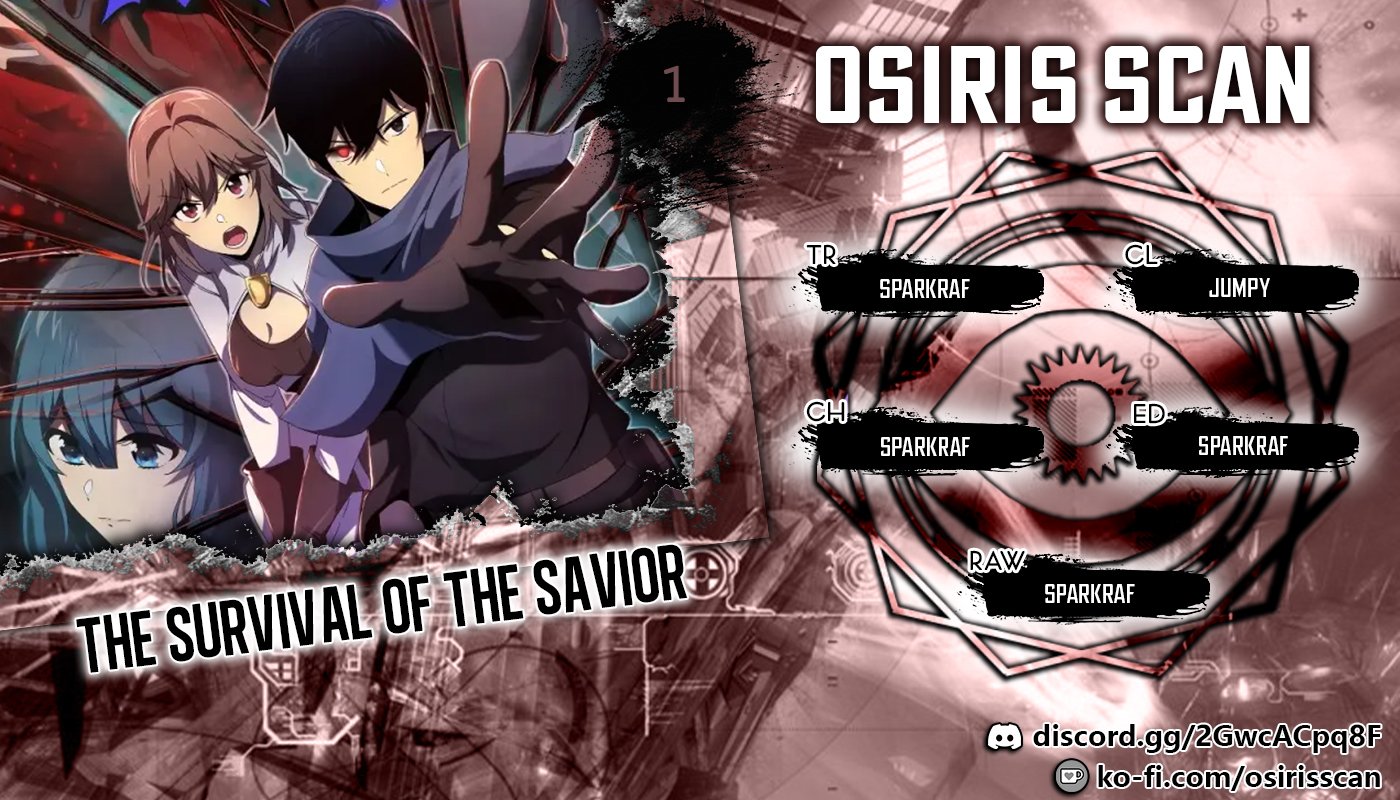 1
OSIRIS SCAN
TR
SPARKRAF
CL
JUMPY
CH
SPARKRAF
ED
SPARKRAF
RAW
SPARKRAF
THE SURVIVAL OF THE SAVIOR
discord.gg/2GwcACpq8F
ko-fi.com/osirisscan